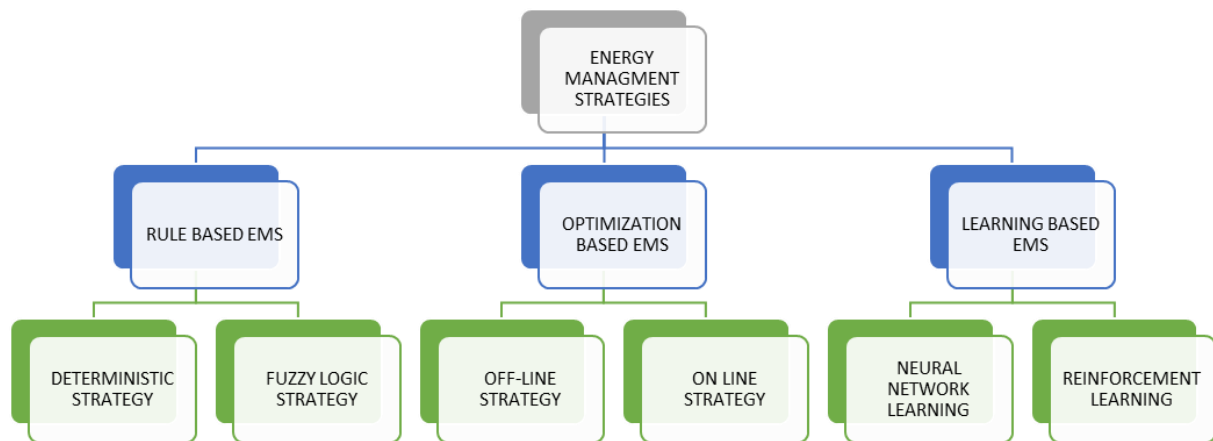 ENERGY
MANAGMENT
STRATEGIES
RULE BASED EMS
OPTIMIZATION
BASED EMS
LEARNING BASED
EMS
DETERMINISTIC
STRATEGY
FUZZY LOGIC
STRATEGY
OFF-LINE
STRATEGY
ON LINE
STRATEGY
NEURAL
NETWORK
LEARNING
REINFORCEMENT
LEARNING